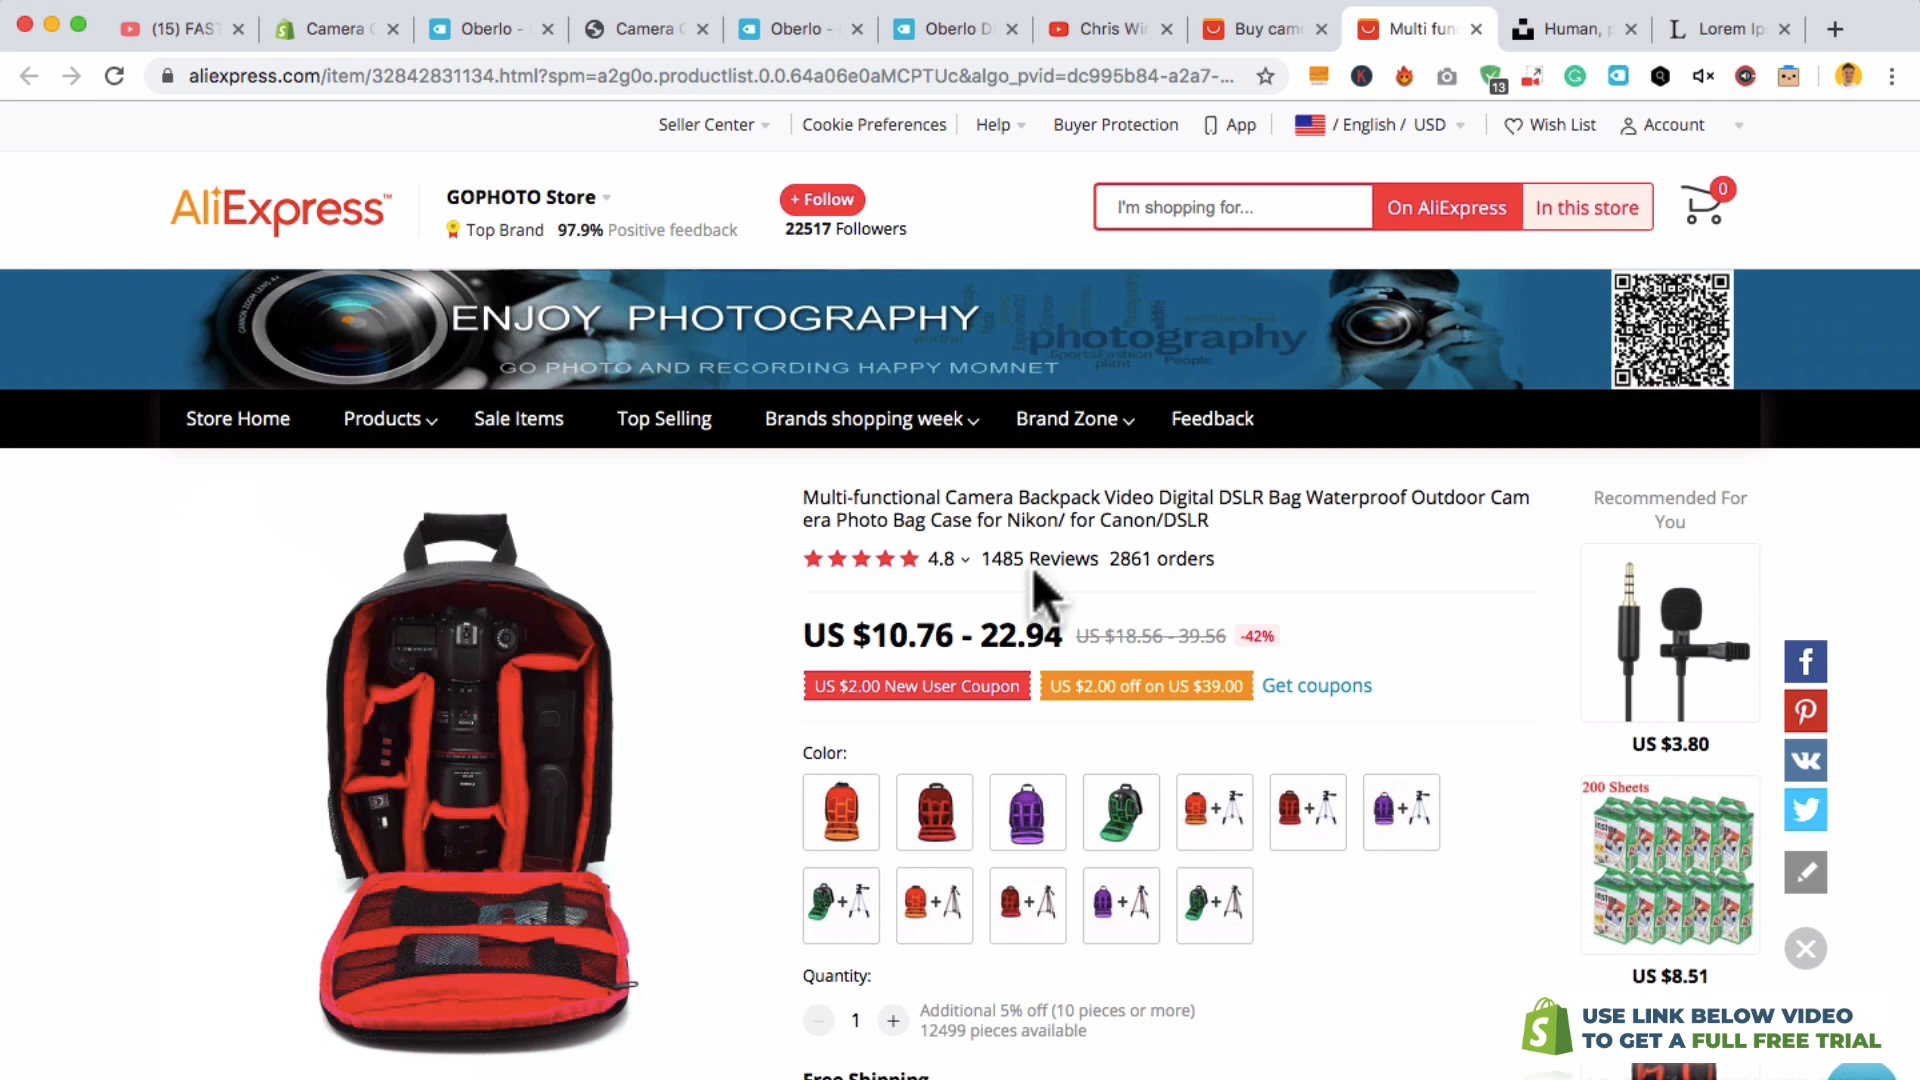 (15) FAS
Camera
Oberlo -
Camera
Oberlo -
Oberlo D
Chris Wi
Buy cam
Multi fun
Human, p
Lorem Ip
aliexpress.com/item/32842831134.html?spm=a2g0o.productlist.0.0.64a06e0aMCPTUc&algo_pvid=dc995b84-a2a7-...
13
Seller Center
Cookie Preferences
Help
Buyer Protection
App
/ English / USD
Wish List
Account
AliExpress™
GOPHOTO Store
Top Brand 97.9% Positive feedback
+ Follow
22517 Followers
I'm shopping for...
On AliExpress
In this store
0
ENJOY PHOTOGRAPHY
GO PHOTO AND RECORDING HAPPY MOMNET
photography
Store Home
Products
Sale Items
Top Selling
Brands shopping week
Brand Zone
Feedback
Multi-functional Camera Backpack Video Digital DSLR Bag Waterproof Outdoor Cam
era Photo Bag Case for Nikon/ for Canon/DSLR
4.8 1485 Reviews 2861 orders
US $10.76 - 22.94 US $18.56 - 39.56 -42%
US $2.00 New User Coupon
US $2.00 off on US $39.00
Get coupons
Color:
Quantity:
1
Additional 5% off (10 pieces or more)
12499 pieces available
Free Shipping
Recommended For
You
US $3.80
200 Sheets
US $8.51
USE LINK BELOW VIDEO
TO GET A FULL FREE TRIAL